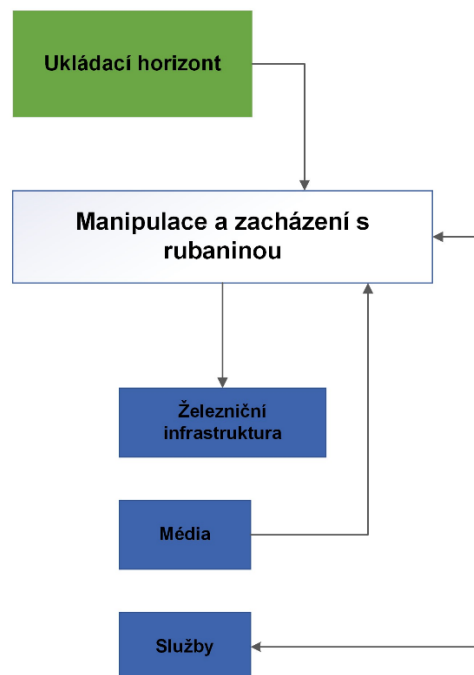 Ukládací horizont
Manipulace a zacházení s
rubaninou
Železniční
infrastruktura
Média
Služby